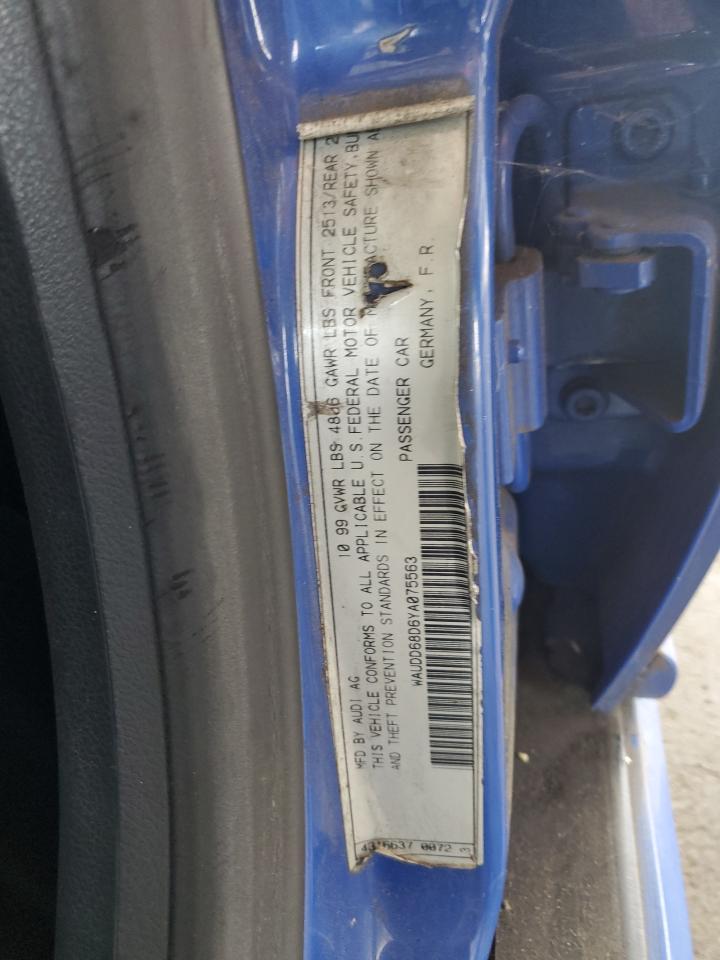 MFD BY AUDI AG 10 99 GVWR LBS GAWR LBS FRONT 2513/REAR
THIS VEHICLE CONFORMS TO ALL APPLICABLE U.S.FEDERAL MOTOR VEHICLE SAFETY,BU
AND THEFT PREVENTION STANDARDS IN EFFECT ON THE DATE OF SHOWN
WAUDD68D6YA075563 PASSENGER CAR
GERMANY, F.R.
0072 3